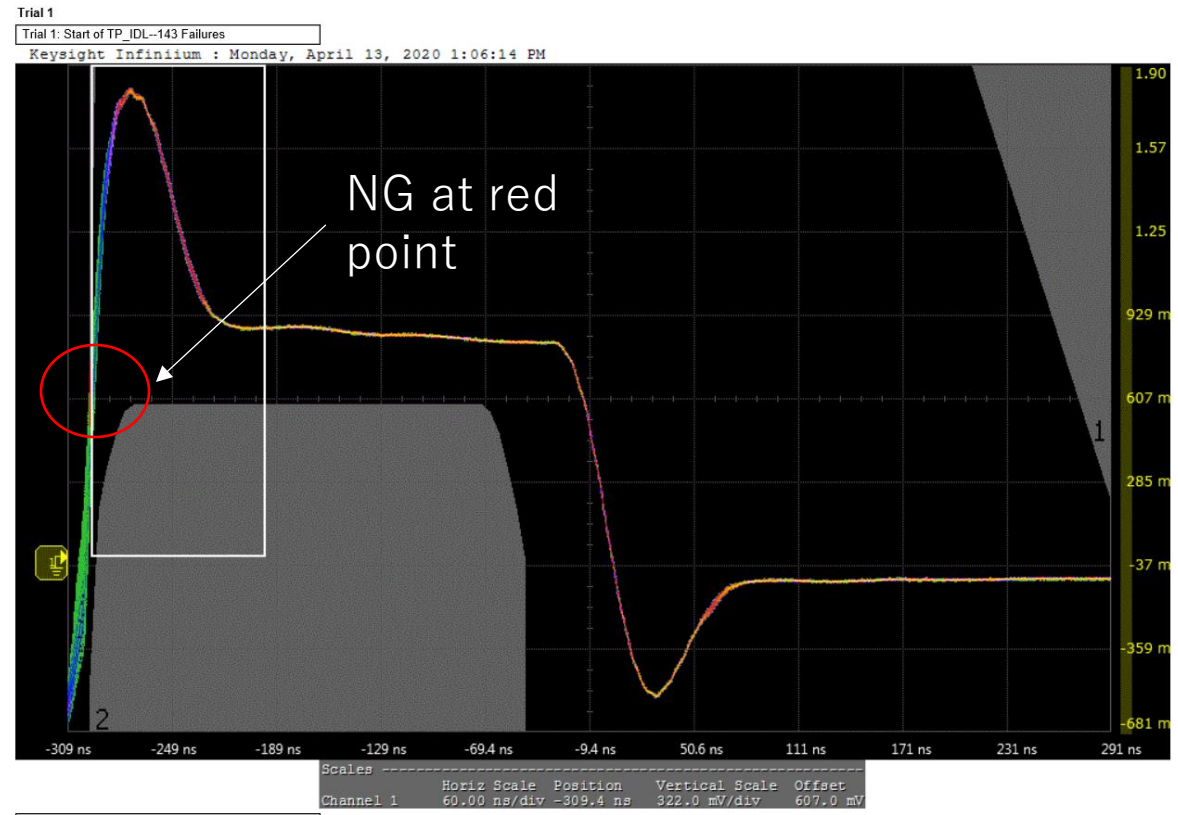 Trial 1
Trial 1: Start of TP_IDL--143 Failures
Keysight Infiniium : Monday, April 13, 2020 1:06:14 PM
1.90
1.57
NG at red
point
1.25
929 m
607 m
1
285 m
-37 m
-359 m
2
-681 m
-309 ns -249 ns -189 ns -129 ns -69.4 ns -9.4 ns 50.6 ns 111 ns 171 ns 231 ns 291 ns
Scales
Horiz Scale Position Vertical Scale Offset
Channel 1 60.00 ns/div -309.4 ns 322.0 mV/div 607.0 mV